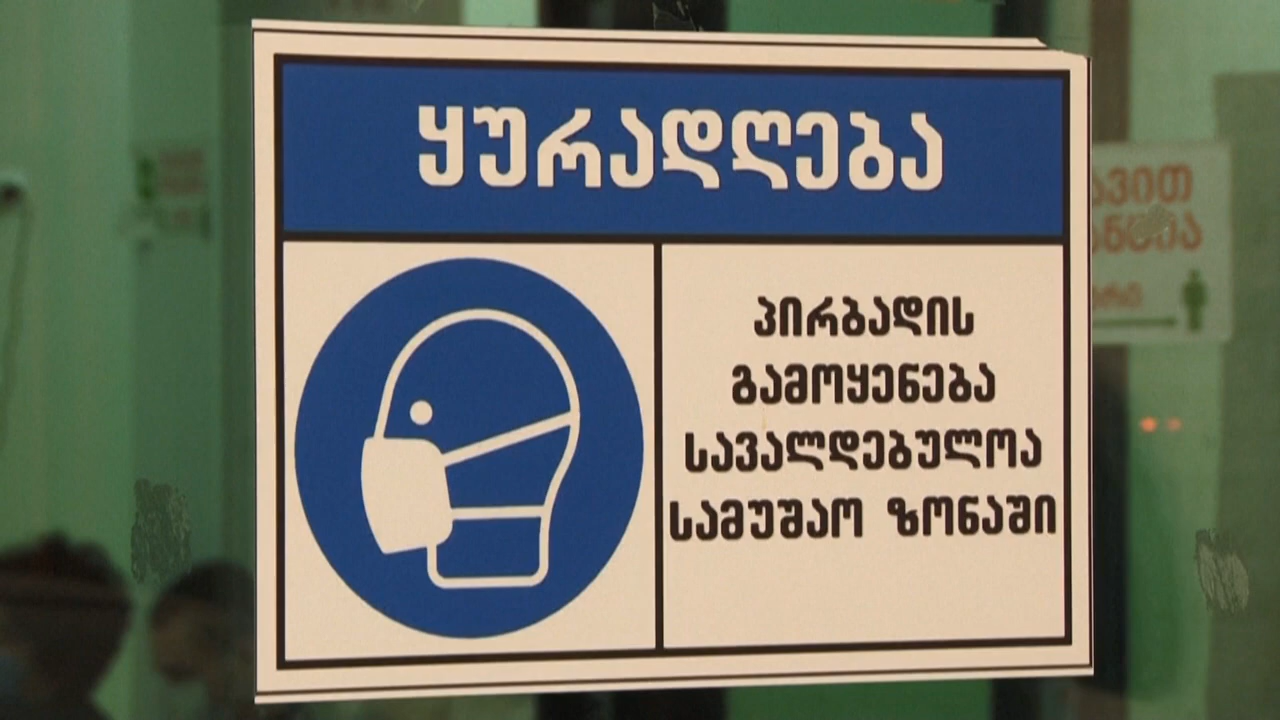 ყურადღება
პირბადის
გამოყენება
სავალდებულოა
სამუშაო ზონაში